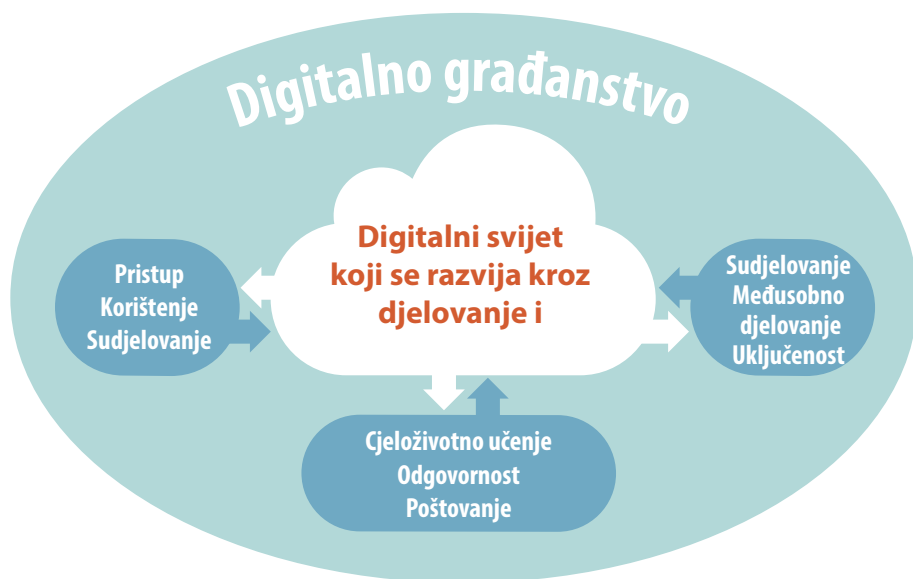 Digitalno građanstvo
Digitalni svijet
koji se razvija kroz
djelovanje i
Pristup
Korištenje
Sudjelovanje
Sudjelovanje
Međusobno
djelovanje
Uključenost
Cjeloživotno učenje
Odgovornost
Poštovanje